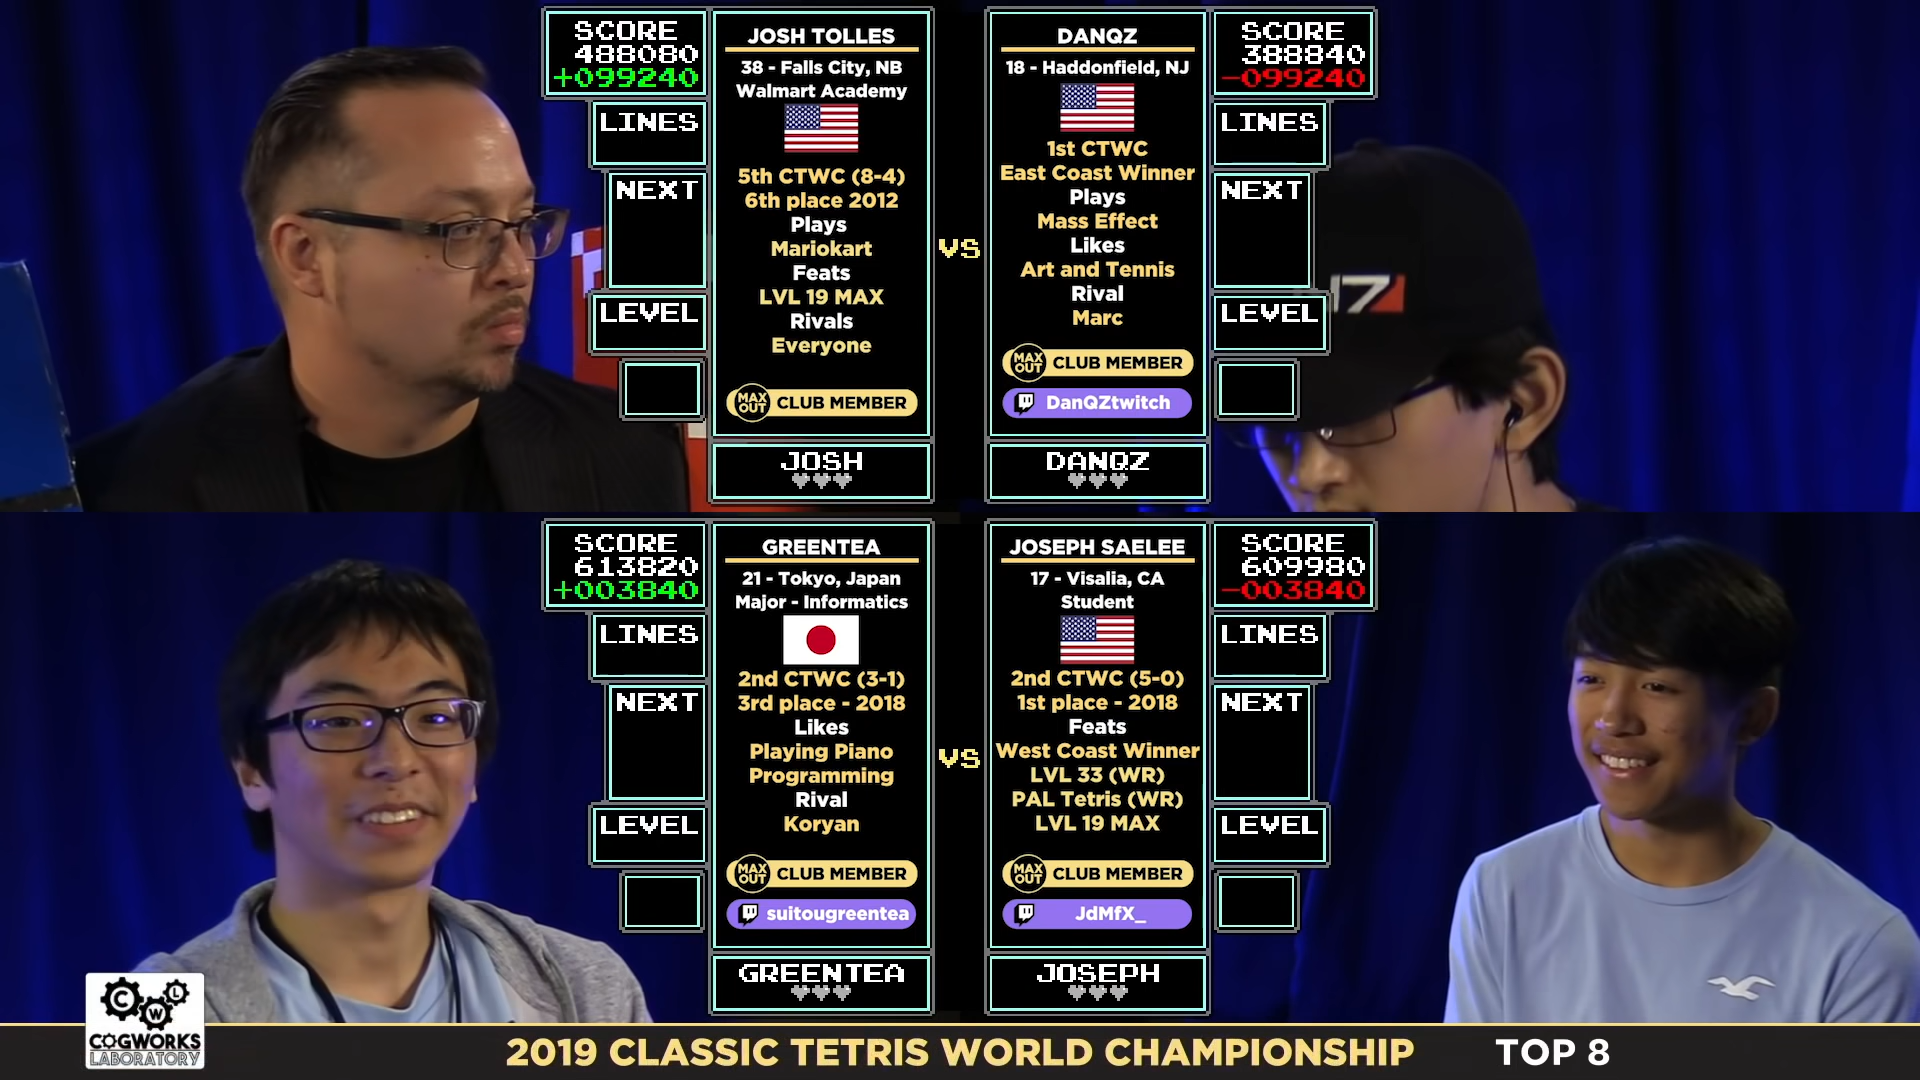 SCORE
488080
+099240
LINES
NEXT
LEVEL
JOSH TOLLES
38 - Falls City, NB
Walmart Academy
5th CTWC (8-4)
6th place 2012
Plays
Mariokart
Feats
LVL 19 MAX
Rivals
Everyone
MAX OUT CLUB MEMBER
JOSH
VS
DANQZ
18 - Haddonfield, NJ
1st CTWC
East Coast Winner
Plays
Mass Effect
Likes
Art and Tennis
Rival
Marc
MAX OUT CLUB MEMBER
DanQZtwitch
DANQZ
SCORE
388840
-099240
LINES
NEXT
LEVEL
SCORE
613820
+003840
LINES
NEXT
LEVEL
GREENTEA
21 - Tokyo, Japan
Major - Informatics
2nd CTWC (3-1)
3rd place - 2018
Likes
Playing Piano
Programming
Rival
Koryan
MAX OUT CLUB MEMBER
suitougreentea
GREENTEA
VS
JOSEPH SAELEE
17 - Visalia, CA
Student
2nd CTWC (5-0)
1st place - 2018
Feats
West Coast Winner
LVL 33 (WR)
PAL Tetris (WR)
LVL 19 MAX
MAX OUT CLUB MEMBER
JdMfX_
JOSEPH
SCORE
609980
-003840
LINES
NEXT
LEVEL
C W L
COGWORKS
LABORATORY
2019 CLASSIC TETRIS WORLD CHAMPIONSHIP
TOP 8